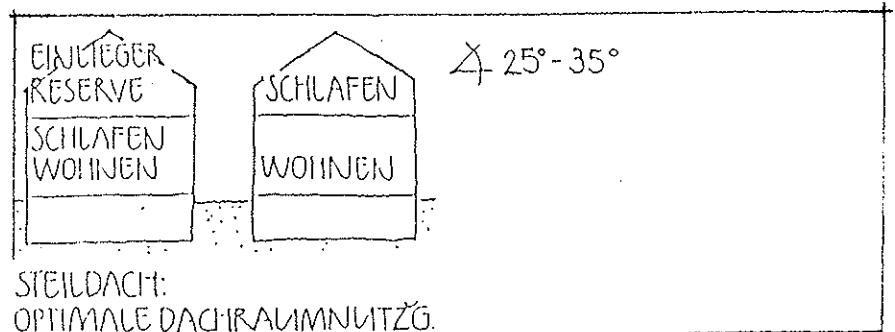 EINLIEGER
RESERVE
SCHLAFEN
WOHNEN
SCHLAFEN
WOHNEN
∡ 25°-35°
STEILDACH:
OPTIMALE DACHRAUMNUTZG.